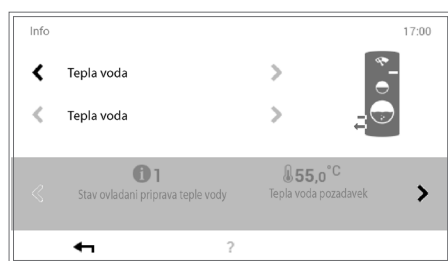 Info 17:00
Tepla voda
Tepla voda
1 55,0°C
Stav ovladani priprava teple vody Tepla voda pozadavek
?